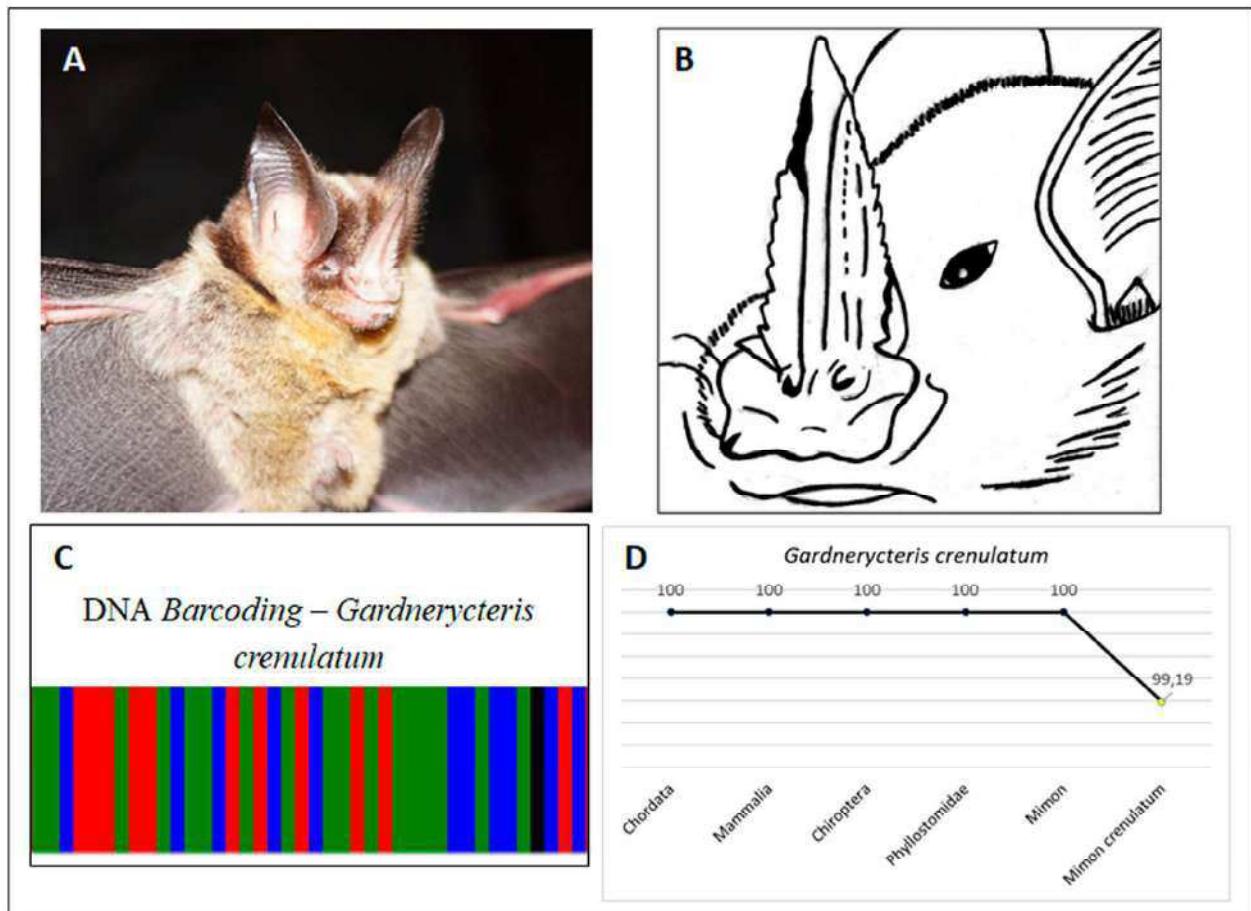 A
B
C
DNA Barcoding – Gardnerycteris
crenulatum
D
Gardnerycteris crenulatum
100 100 100 100 100
99,19
Chordata
Mammalia
Chiroptera
Phyllostomidae
Mimon
Mimon crenulatum